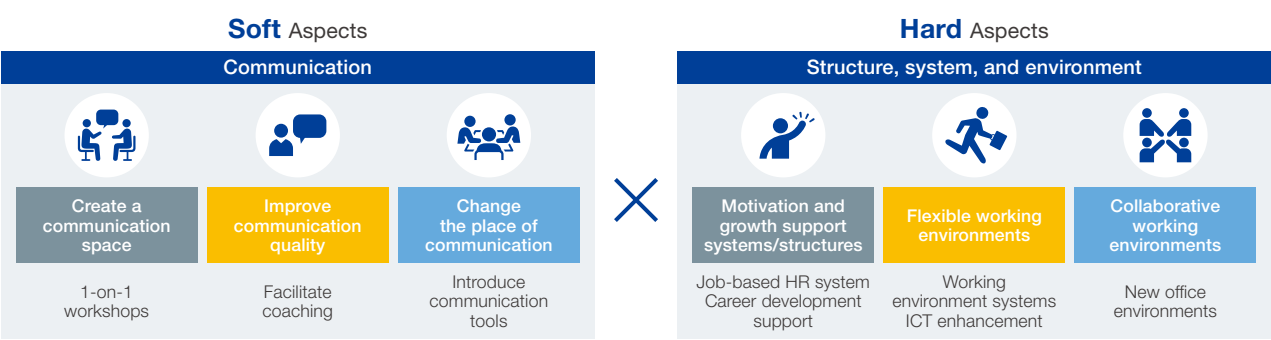 Soft Aspects
Communication
Create a
communication
space
1-on-1
workshops
Improve
communication
quality
Facilitate
coaching
Change
the place of
communication
Introduce
communication
tools
Hard Aspects
Structure, system, and environment
Motivation and
growth support
systems/structures
Job-based HR system
Career development
support
Flexible working
environments
Working
environment systems
ICT enhancement
Collaborative
working
environments
New office
environments